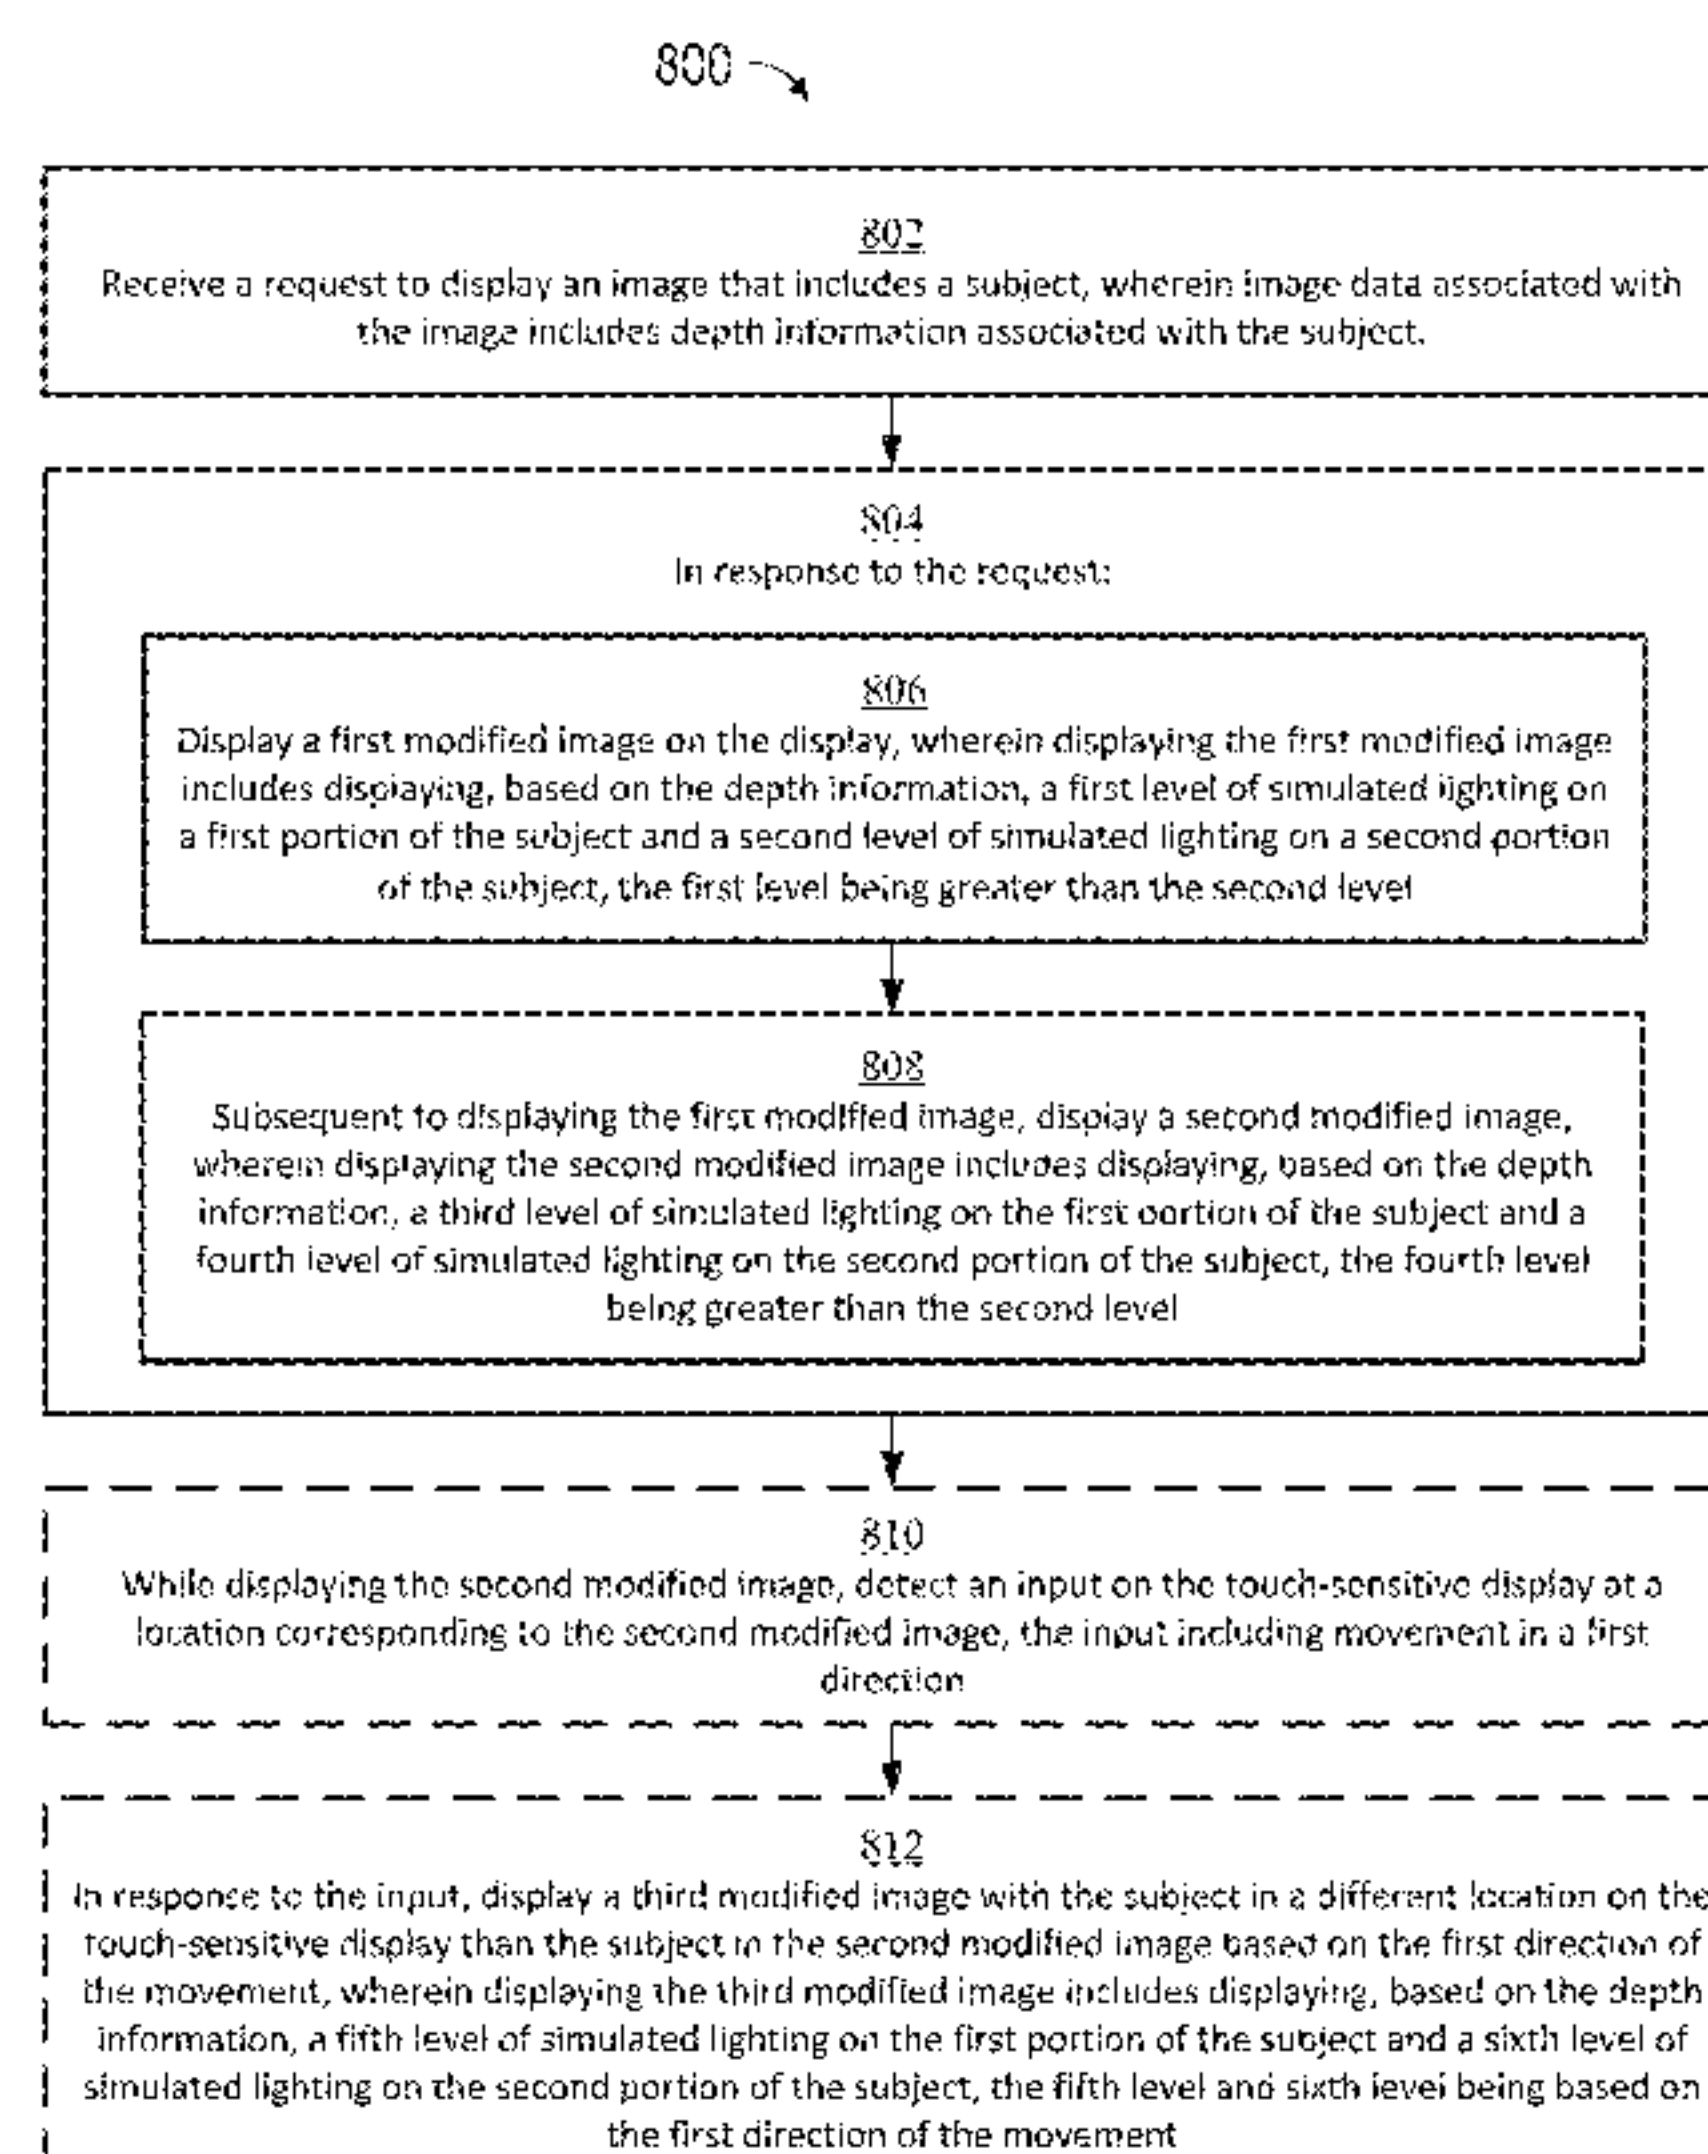 800
802
Receive a request to display an image that includes a subject, wherein image data associated with
the image includes depth information associated with the subject.
804
In response to the request:
806
Display a first modified image on the display, wherein displaying the first modified image
includes displaying, based on the depth information, a first level of simulated lighting on
a first portion of the subject and a second level of simulated lighting on a second portion
of the subject, the first level being greater than the second level
808
Subsequent to displaying the first modified image, display a second modified image,
wherein displaying the second modified image includes displaying, based on the depth
information, a third level of simulated lighting on the first portion of the subject and a
fourth level of simulated lighting on the second portion of the subject, the fourth level
being greater than the second level
810
While displaying the second modified image, detect an input on the touch-sensitive display at a
location corresponding to the second modified image, the input including movement in a first
direction
812
In response to the input, display a third modified image with the subject in a different location on the
touch-sensitive display than the subject in the second modified image based on the first direction of
the movement, wherein displaying the third modified image includes displaying, based on the depth
information, a fifth level of simulated lighting on the first portion of the subject and a sixth level of
simulated lighting on the second portion of the subject, the fifth level and sixth level being based on
the first direction of the movement